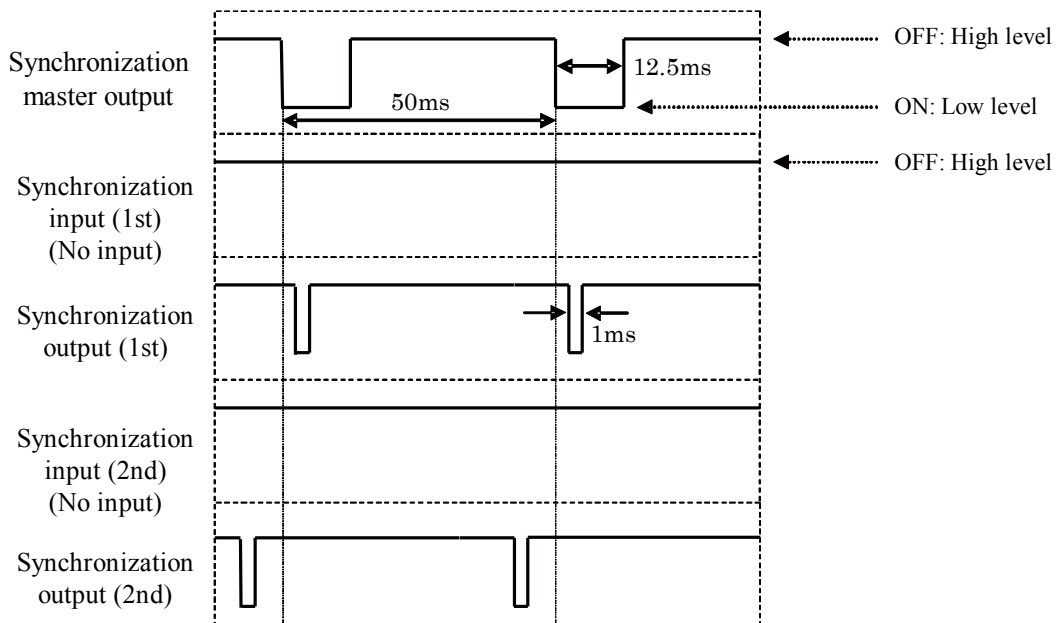 OFF: High level
Synchronization
master output
12.5ms
50ms
ON: Low level
OFF: High level
Synchronization
input (1st)
(No input)
Synchronization
output (1st)
1ms
Synchronization
input (2nd)
(No input)
Synchronization
output (2nd)